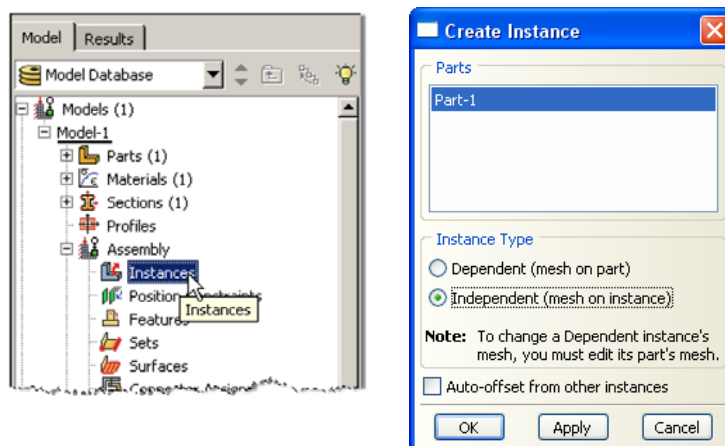 Model Results
Model Database
Models (1)
Model-1
Parts (1)
Materials (1)
Sections (1)
Profiles
Assembly
Instances
Position Constraints
Instances
Features
Sets
Surfaces
Create Instance
Parts
Part-1
Instance Type
Dependent (mesh on part)
Independent (mesh on instance)
Note: To change a Dependent instance's
mesh, you must edit its part's mesh.
Auto-offset from other instances
OK Apply Cancel